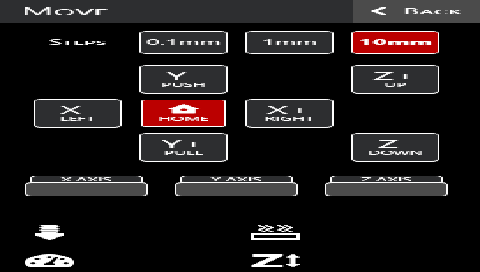 Move < Back
Steps 0.1mm 1mm 10mm
Y Z+
PUSH UP
X HOME X+
LEFT RIGHT
Y+ Z
PULL DOWN
X AXIS Y AXIS Z AXIS
Z